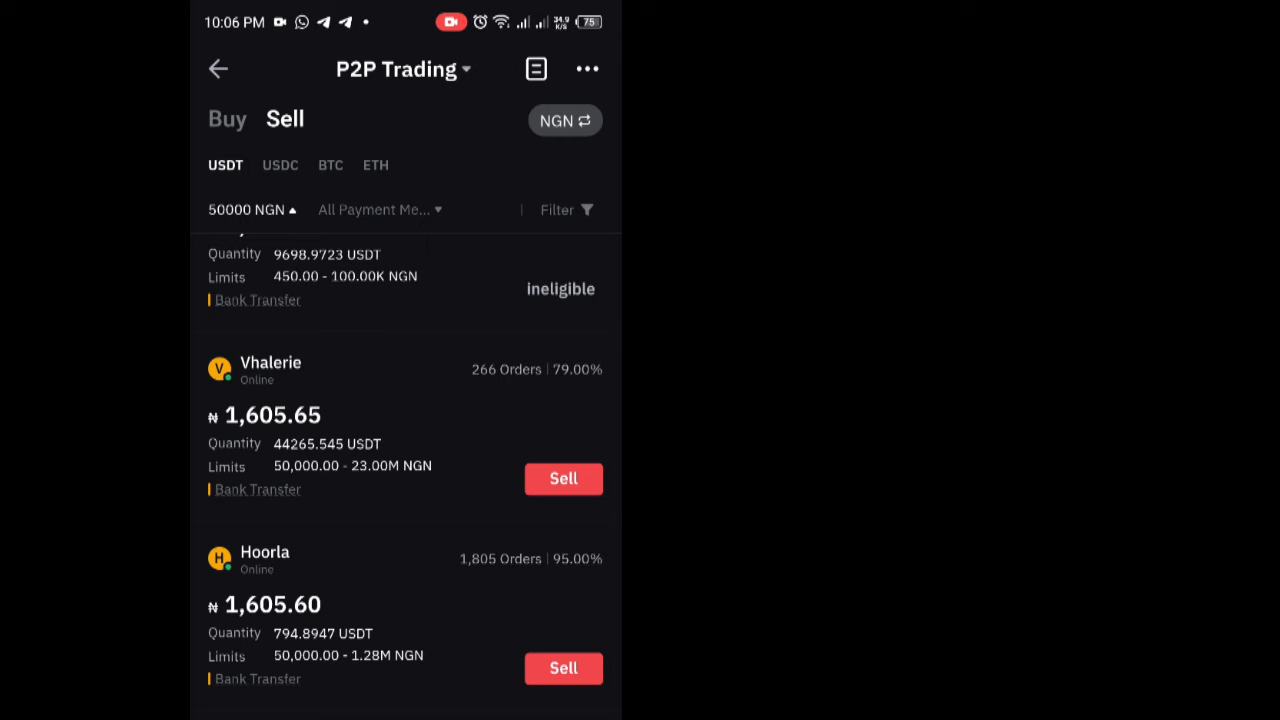 10:06 PM
34.9 K/S
75
P2P Trading
Buy Sell
NGN
USDT USDC BTC ETH
50000 NGN All Payment Me... Filter
Quantity 9698.9723 USDT
Limits 450.00 - 100.00K NGN
ineligible
Bank Transfer
V Vhalerie
266 Orders | 79.00%
Online
₦ 1,605.65
Quantity 44265.545 USDT
Limits 50,000.00 - 23.00M NGN
Sell
Bank Transfer
H Hoorla
1,805 Orders | 95.00%
Online
₦ 1,605.60
Quantity 794.8947 USDT
Limits 50,000.00 - 1.28M NGN
Sell
Bank Transfer